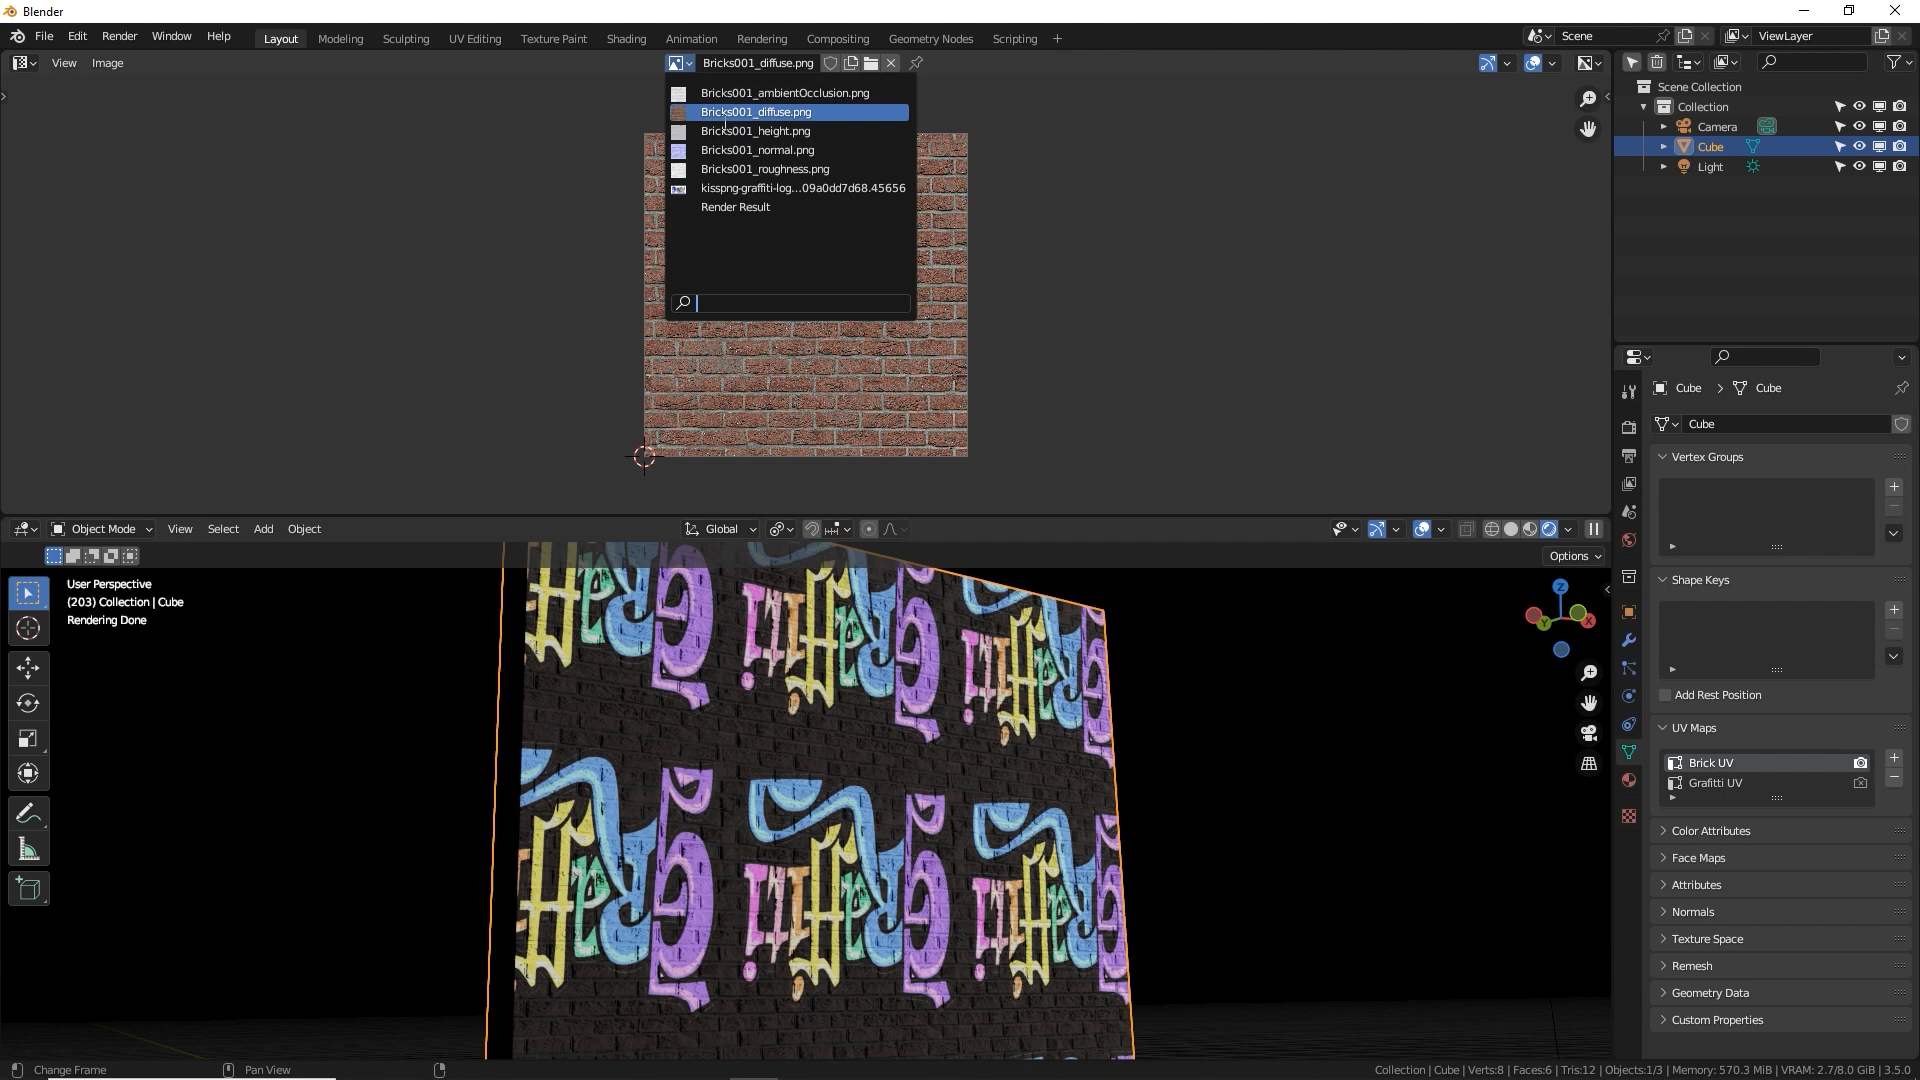 Blender
File Edit Render Window Help Layout Modeling Sculpting UV Editing Texture Paint Shading Animation Rendering Compositing Geometry Nodes Scripting + Scene ViewLayer
View Image Bricks001_diffuse.png
Bricks001_ambientOcclusion.png
Bricks001_diffuse.png
Bricks001_height.png
Bricks001_normal.png
Bricks001_roughness.png
kisspng-graffiti-log...09a0dd7d68.45656
Render Result
Scene Collection
Collection
Camera
Cube
Light
Cube > Cube
Cube
Vertex Groups
Shape Keys
Add Rest Position
UV Maps
Brick UV
Grafitti UV
Color Attributes
Face Maps
Attributes
Normals
Texture Space
Remesh
Geometry Data
Custom Properties
Object Mode View Select Add Object Global
Options
User Perspective
(203) Collection | Cube
Rendering Done
Z
Y
X
Change Frame Pan View Collection | Cube | Verts:8 | Faces:6 | Tris:12 | Objects:1/3 | Memory: 570.3 MiB | VRAM: 2.7/8.0 GiB | 3.5.0